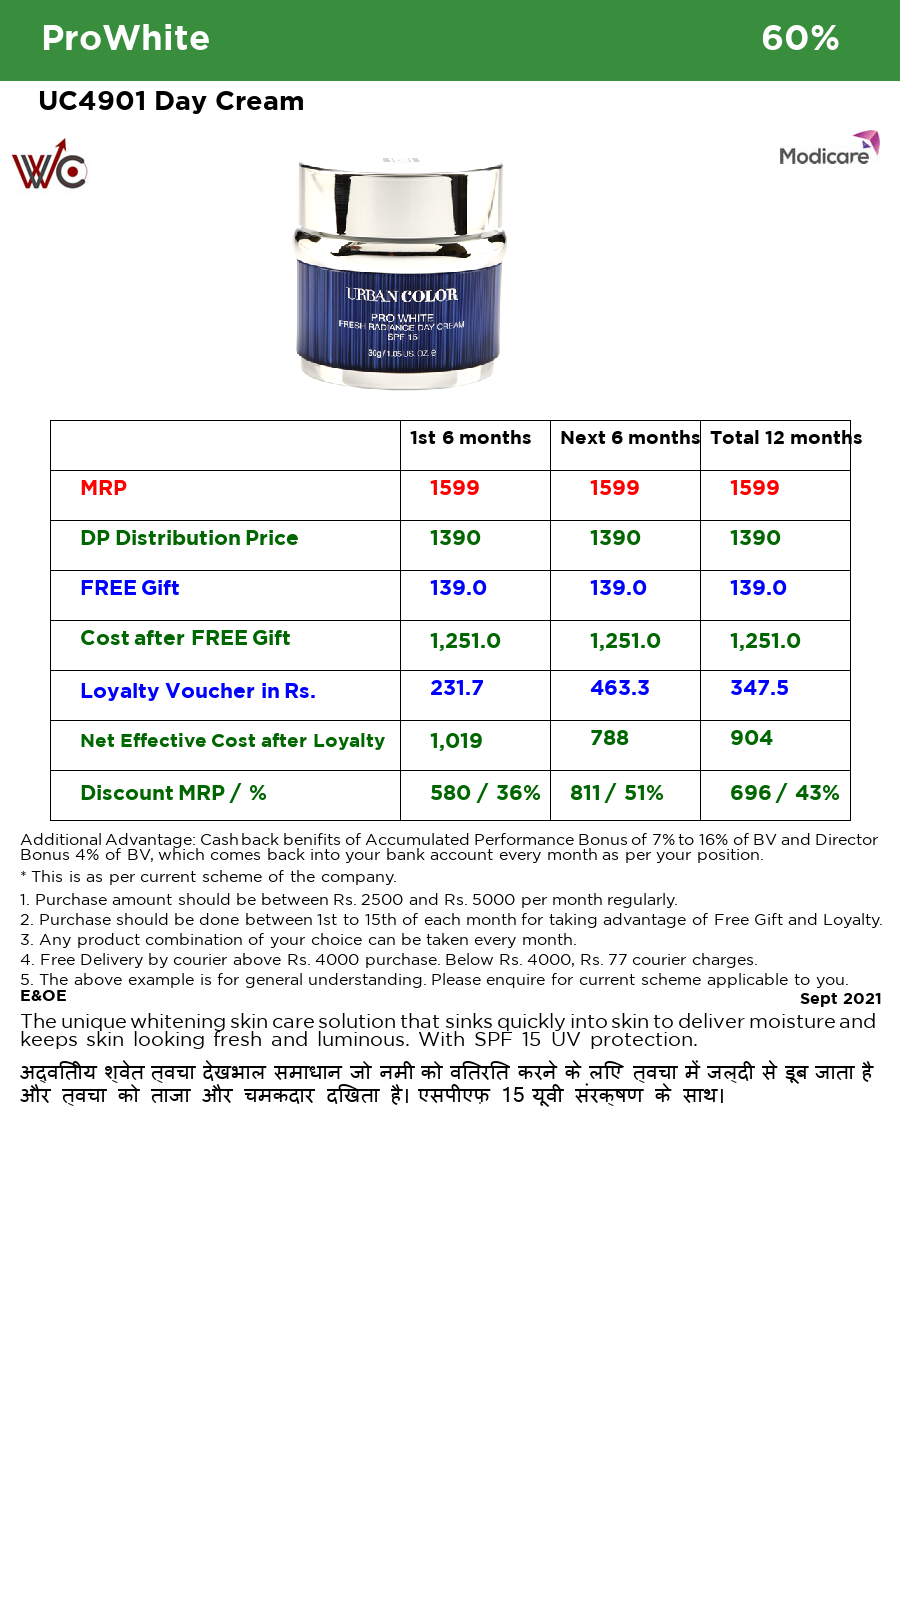 ProWhite 60%
UC4901 Day Cream
WC
Modicare
URBAN COLOR
PRO WHITE
FRESH RADIANCE DAY CREAM
SPF 15
30g/1.05 US. OZ. e
1st 6 months Next 6 months Total 12 months
MRP 1599 1599 1599
DP Distribution Price 1390 1390 1390
FREE Gift 139.0 139.0 139.0
Cost after FREE Gift 1,251.0 1,251.0 1,251.0
Loyalty Voucher in Rs. 231.7 463.3 347.5
Net Effective Cost after Loyalty 1,019 788 904
Discount MRP / % 580 / 36% 811 / 51% 696 / 43%
Additional Advantage: Cashback benifits of Accumulated Performance Bonus of 7% to 16% of BV and Director
Bonus 4% of BV, which comes back into your bank account every month as per your position.
* This is as per current scheme of the company.
1. Purchase amount should be between Rs. 2500 and Rs. 5000 per month regularly.
2. Purchase should be done between 1st to 15th of each month for taking advantage of Free Gift and Loyalty.
3. Any product combination of your choice can be taken every month.
4. Free Delivery by courier above Rs. 4000 purchase. Below Rs. 4000, Rs. 77 courier charges.
5. The above example is for general understanding. Please enquire for current scheme applicable to you.
E&OE Sept 2021
The unique whitening skin care solution that sinks quickly into skin to deliver moisture and
keeps skin looking fresh and luminous. With SPF 15 UV protection.
अद्वितीय श्वेत त्वचा देखभाल समाधान जो नमी को वितरित करने के लिए त्वचा में जल्दी से डूब जाता है
और त्वचा को ताजा और चमकदार दिखता है। एसपीएफ़ 15 यूवी संरक्षण के साथ।